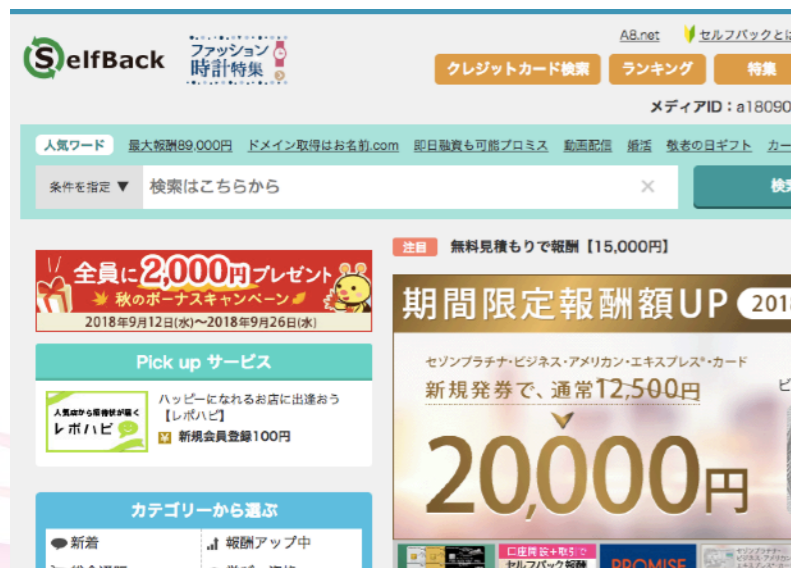 A8.net セルフバックとは
SelfBack
ファッション
時計特集
クレジットカード検索 ランキング 特集
メディアID:a18090
人気ワード 最大報酬89,000円 ドメイン取得はお名前.com 即日融資も可能プロミス 動画配信 婚活 敬老の日ギフト カー
条件を指定 ▼ 検索はこちらから × 検
全員に2,000円プレゼント
秋のボーナスキャンペーン
2018年9月12日(水)〜2018年9月26日(水)
Pick up サービス
人気店から招待状が届く
レポハピ
ハッピーになれるお店に出逢おう
【レポハピ】
新規会員登録100円
カテゴリーから選ぶ
新着 報酬アップ中
注目 無料見積もりで報酬【15,000円】
期間限定報酬額UP 201
セゾンプラチナ・ビジネス・アメリカン・エキスプレス®・カード
新規発券で、通常12,500円
ビ
20,000円
口座開設+取引で
セルフバック報酬
PROMISE